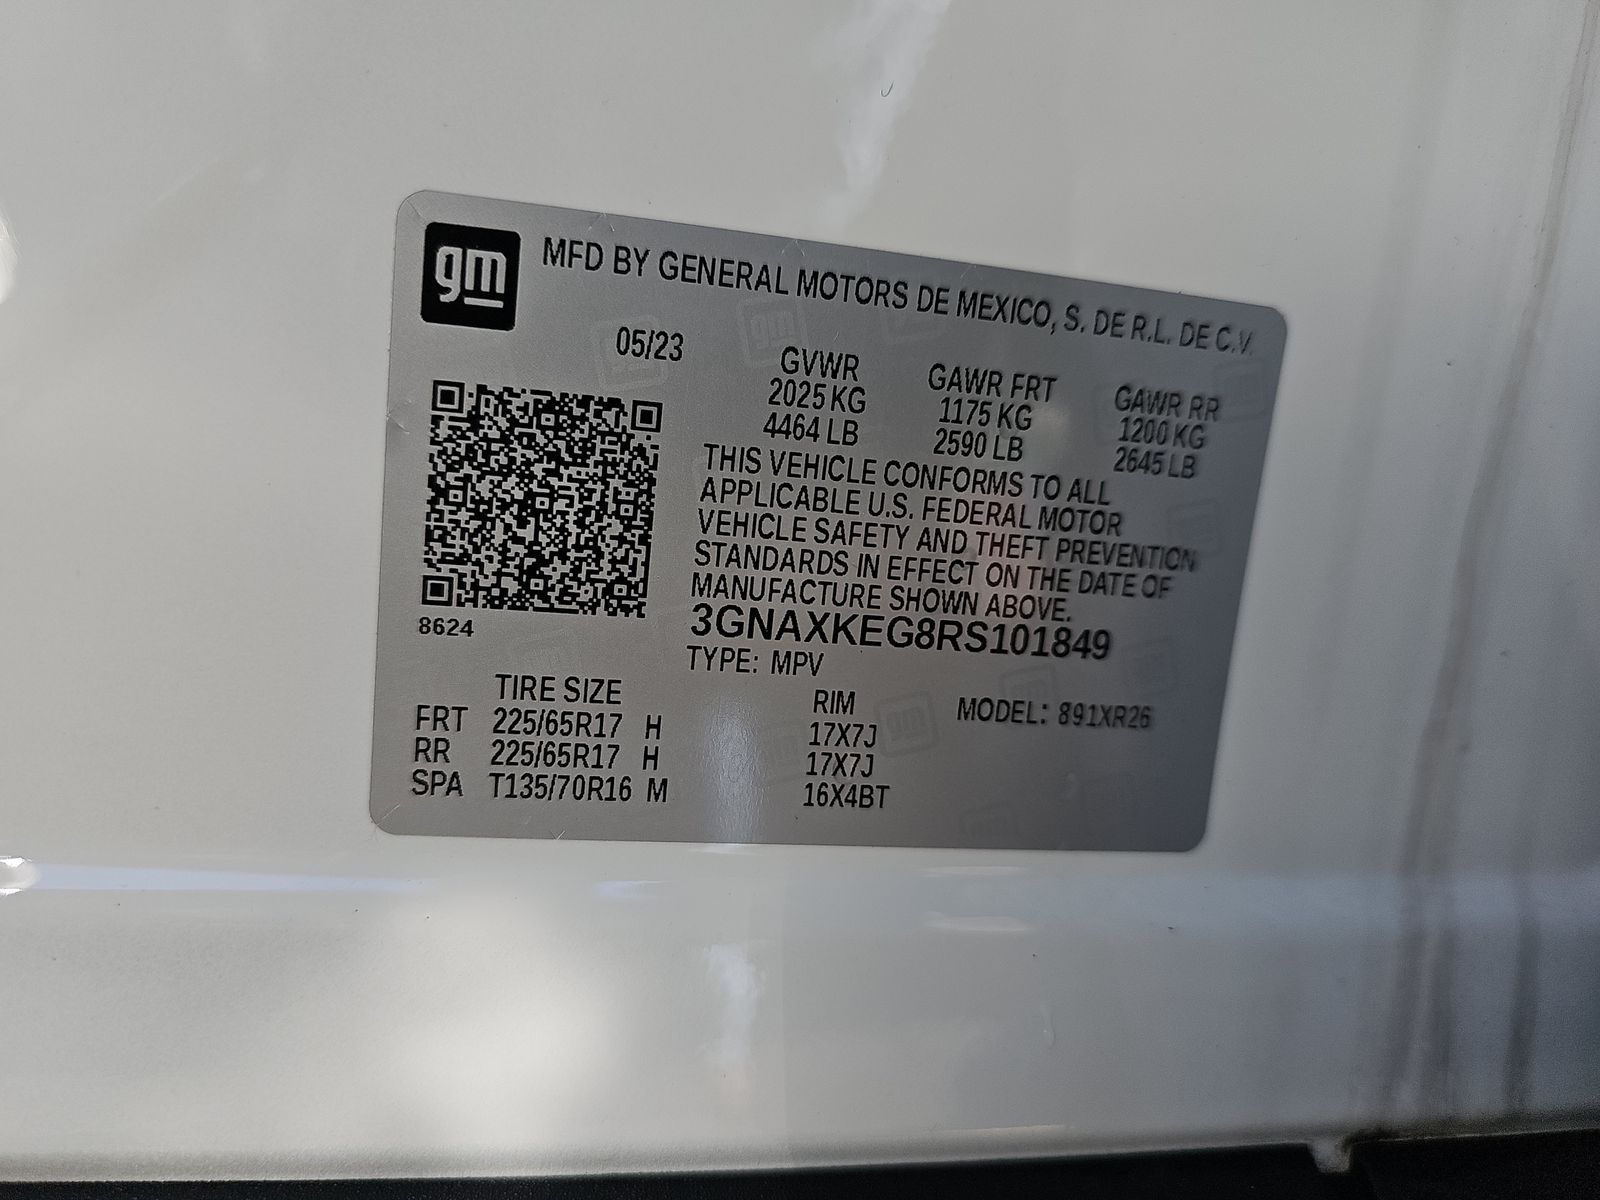 gm
MFD BY GENERAL MOTORS DE MEXICO, S. DE R.L. DE C.V.
05/23
GVWR GAWR FRT GAWR RR
2025 KG 1175 KG 1200 KG
4464 LB 2590 LB 2645 LB
THIS VEHICLE CONFORMS TO ALL
APPLICABLE U.S. FEDERAL MOTOR
VEHICLE SAFETY AND THEFT PREVENTION
STANDARDS IN EFFECT ON THE DATE OF
MANUFACTURE SHOWN ABOVE.
8624
3GNAXKEG8RS101849
TYPE: MPV
TIRE SIZE RIM MODEL: 891XR26
FRT 225/65R17 H 17X7J
RR 225/65R17 H 17X7J
SPA T135/70R16 M 16X4BT